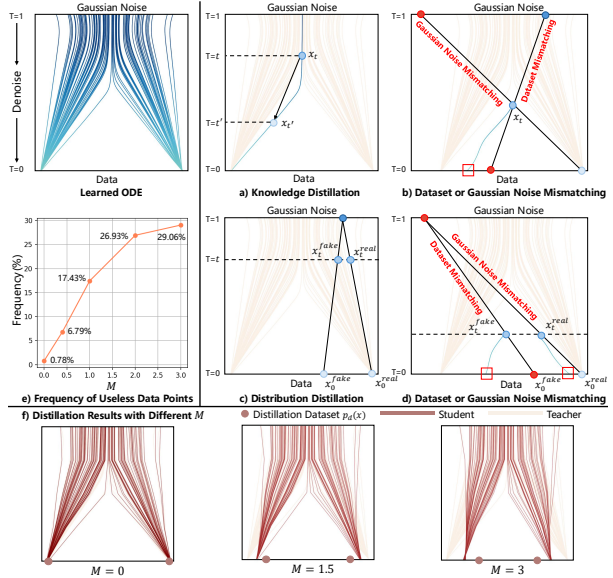 Gaussian Noise
T=1
Denoise
T=0
Data
Learned ODE
Gaussian Noise
T=1
T=t
x_t
T=t'
x_t'
T=0
Data
a) Knowledge Distillation
Gaussian Noise
T=1
Gaussian Noise Mismatching
Dataset Mismatching
x_t
T=0
Data
b) Dataset or Gaussian Noise Mismatching
Frequency(%)
30
25
20
15
10
5
0
0.78%
6.79%
17.43%
26.93%
29.06%
0.0 0.5 1.0 1.5 2.0 2.5 3.0
M
e) Frequency of Useless Data Points
Gaussian Noise
T=1
T=t
x_t^fake
x_t^real
T=0
Data
x_0^fake
x_0^real
c) Distribution Distillation
Gaussian Noise
T=1
Gaussian Noise Mismatching
Dataset Mismatching
x_t^fake
x_t^real
T=0
Data
x_0^fake
x_0^real
d) Dataset or Gaussian Noise Mismatching
f) Distillation Results with Different M
Distillation Dataset p_d(x)
Student
Teacher
M = 0
M = 1.5
M = 3